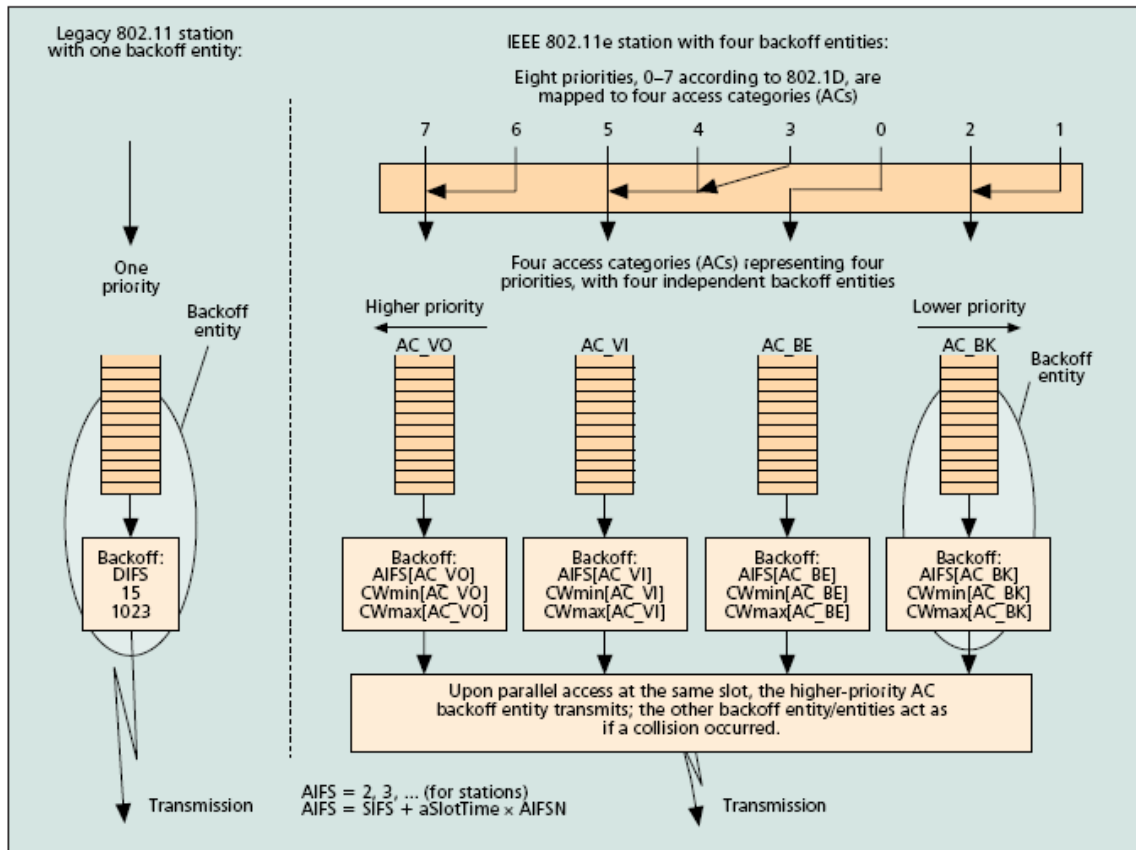 Legacy 802.11 station
with one backoff entity:
IEEE 802.11e station with four backoff entities:
Eight priorities, 0–7 according to 802.1D, are
mapped to four access categories (ACs)
7 6 5 4 3 0 2 1
One
priority
Backoff
entity
Four access categories (ACs) representing four
priorities, with four independent backoff entities
Higher priority
Lower priority
AC_VO AC_VI AC_BE AC_BK
Backoff
entity
Backoff:
DIFS
15
1023
Backoff:
AIFS[AC_VO]
CWmin[AC_VO]
CWmax[AC_VO]
Backoff:
AIFS[AC_VI]
CWmin[AC_VI]
CWmax[AC_VI]
Backoff:
AIFS[AC_BE]
CWmin[AC_BE]
CWmax[AC_BE]
Backoff:
AIFS[AC_BK]
CWmin[AC_BK]
CWmax[AC_BK]
Upon parallel access at the same slot, the higher-priority AC
backoff entity transmits; the other backoff entity/entities act as
if a collision occurred.
Transmission
AIFS = 2, 3, ... (for stations)
AIFS = SIFS + aSlotTime × AIFSN
Transmission